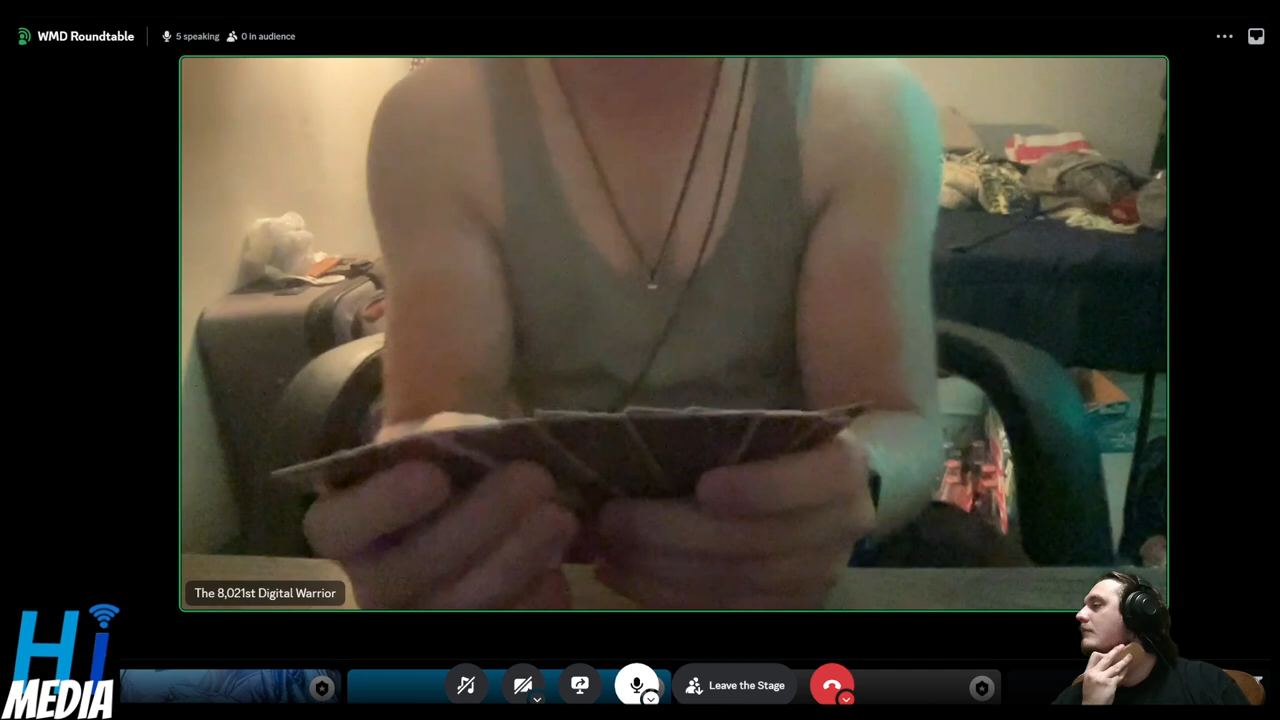 WMD Roundtable
5 speaking
0 in audience
The 8,021st Digital Warrior
Hi
MEDIA
Leave the Stage